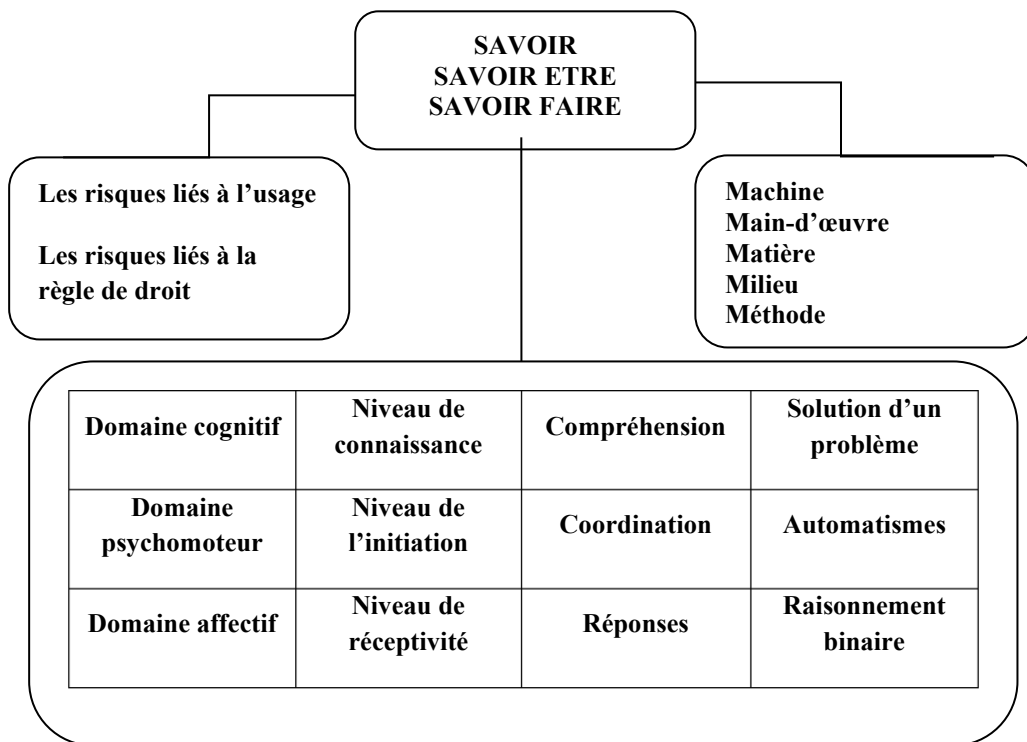 SAVOIR
SAVOIR ETRE
SAVOIR FAIRE
Les risques liés à l’usage
Les risques liés à la
règle de droit
Machine
Main-d’œuvre
Matière
Milieu
Méthode
Domaine cognitif
Niveau de
connaissance
Compréhension
Solution d’un
problème
Domaine
psychomoteur
Niveau de
l’initiation
Coordination
Automatismes
Domaine affectif
Niveau de
réceptivité
Réponses
Raisonnement
binaire